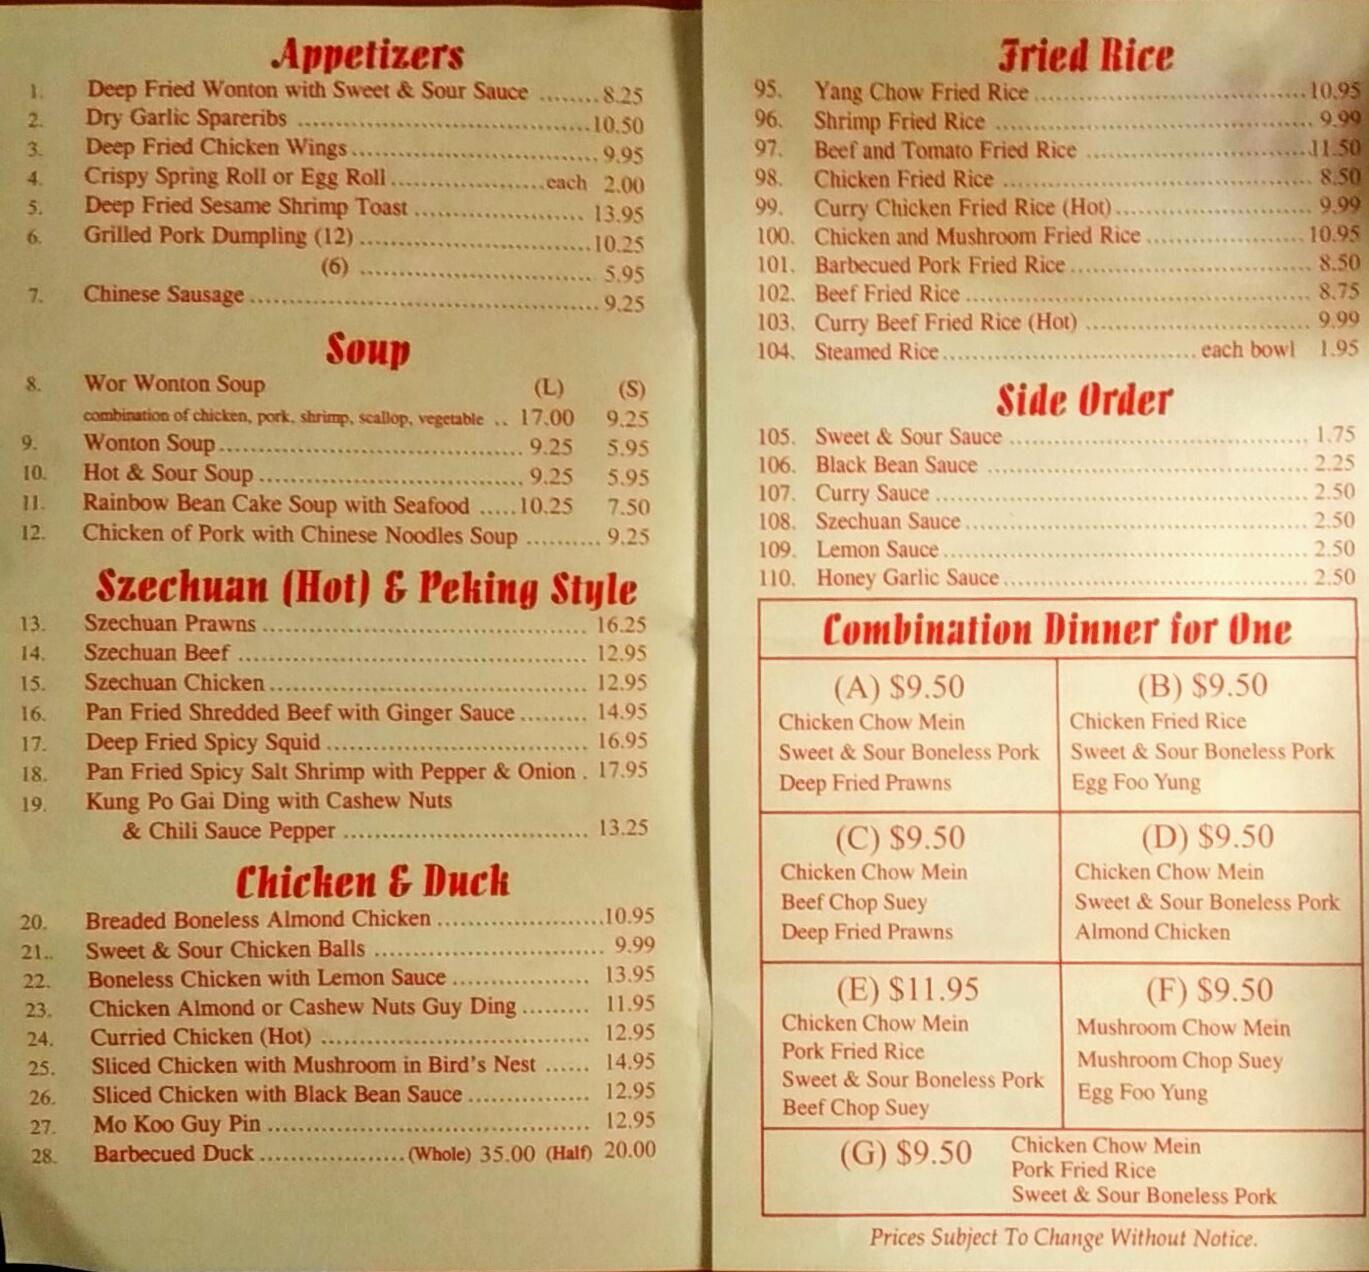 Appetizers
1. Deep Fried Wonton with Sweet & Sour Sauce ........ 8.25
2. Dry Garlic Spareribs ........ 10.50
3. Deep Fried Chicken Wings ........ 9.95
4. Crispy Spring Roll or Egg Roll ........ each 2.00
5. Deep Fried Sesame Shrimp Toast ........ 13.95
6. Grilled Pork Dumpling (12) ........ 10.25
(6) ........ 5.95
7. Chinese Sausage ........ 9.25
Soup
8. Wor Wonton Soup (L) (S)
combination of chicken, pork, shrimp, scallop, vegetable .. 17.00 9.25
9. Wonton Soup ........ 9.25 5.95
10. Hot & Sour Soup ........ 9.25 5.95
11. Rainbow Bean Cake Soup with Seafood ..... 10.25 7.50
12. Chicken of Pork with Chinese Noodles Soup .......... 9.25
Szechuan (Hot) & Peking Style
13. Szechuan Prawns ........ 16.25
14. Szechuan Beef ........ 12.95
15. Szechuan Chicken ........ 12.95
16. Pan Fried Shredded Beef with Ginger Sauce ......... 14.95
17. Deep Fried Spicy Squid ........ 16.95
18. Pan Fried Spicy Salt Shrimp with Pepper & Onion . 17.95
19. Kung Po Gai Ding with Cashew Nuts
& Chili Sauce Pepper ........ 13.25
Chicken & Duck
20. Breaded Boneless Almond Chicken ........ 10.95
21.. Sweet & Sour Chicken Balls ........ 9.99
22. Boneless Chicken with Lemon Sauce ........ 13.95
23. Chicken Almond or Cashew Nuts Guy Ding ......... 11.95
24. Curried Chicken (Hot) ........ 12.95
25. Sliced Chicken with Mushroom in Bird's Nest ...... 14.95
26. Sliced Chicken with Black Bean Sauce ........ 12.95
27. Mo Koo Guy Pin ........ 12.95
28. Barbecued Duck ........ (Whole) 35.00 (Half) 20.00
Fried Rice
95. Yang Chow Fried Rice ........ 10.95
96. Shrimp Fried Rice ........ 9.99
97. Beef and Tomato Fried Rice ........ 11.50
98. Chicken Fried Rice ........ 8.50
99. Curry Chicken Fried Rice (Hot) ........ 9.99
100. Chicken and Mushroom Fried Rice ........ 10.95
101. Barbecued Pork Fried Rice ........ 8.50
102. Beef Fried Rice ........ 8.75
103. Curry Beef Fried Rice (Hot) ........ 9.99
104. Steamed Rice ........ each bowl 1.95
Side Order
105. Sweet & Sour Sauce ........ 1.75
106. Black Bean Sauce ........ 2.25
107. Curry Sauce ........ 2.50
108. Szechuan Sauce ........ 2.50
109. Lemon Sauce ........ 2.50
110. Honey Garlic Sauce ........ 2.50
Combination Dinner for One
(A) $9.50
Chicken Chow Mein
Sweet & Sour Boneless Pork
Deep Fried Prawns
(B) $9.50
Chicken Fried Rice
Sweet & Sour Boneless Pork
Egg Foo Yung
(C) $9.50
Chicken Chow Mein
Beef Chop Suey
Deep Fried Prawns
(D) $9.50
Chicken Chow Mein
Sweet & Sour Boneless Pork
Almond Chicken
(E) $11.95
Chicken Chow Mein
Pork Fried Rice
Sweet & Sour Boneless Pork
Beef Chop Suey
(F) $9.50
Mushroom Chow Mein
Mushroom Chop Suey
Egg Foo Yung
(G) $9.50
Chicken Chow Mein
Pork Fried Rice
Sweet & Sour Boneless Pork
Prices Subject To Change Without Notice.